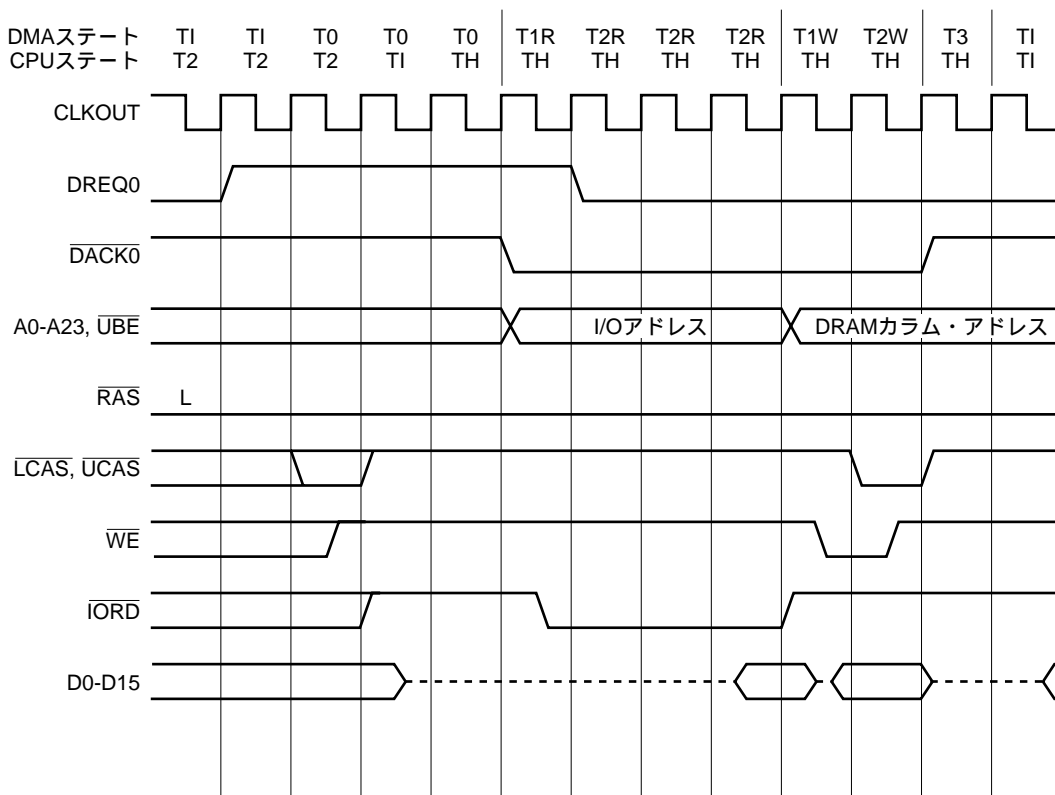 DMAステート TI TI T0 T0 T0 T1R T2R T2R T2R T1W T2W T3 TI
CPUステート T2 T2 T2 TI TH TH TH TH TH TH TH TH TI
CLKOUT
DREQ0
DACK0
A0-A23, UBE I/Oアドレス DRAMカラム・アドレス
RAS L
LCAS, UCAS
WE
IORD
D0-D15